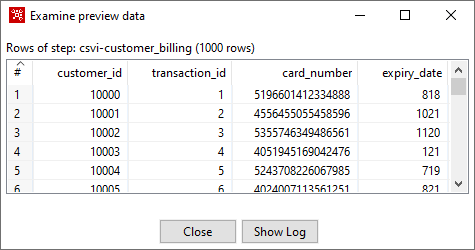 Examine preview data
Rows of step: csvi-customer_billing (1000 rows)
# customer_id transaction_id card_number expiry_date
1 10000 1 5196601412334888 818
2 10001 2 4556455055458596 1021
3 10002 3 5355746349486561 1120
4 10003 4 4051945169042476 121
5 10004 5 5243708226067985 719
6 10005 6 4024007113561251 821
Close Show Log